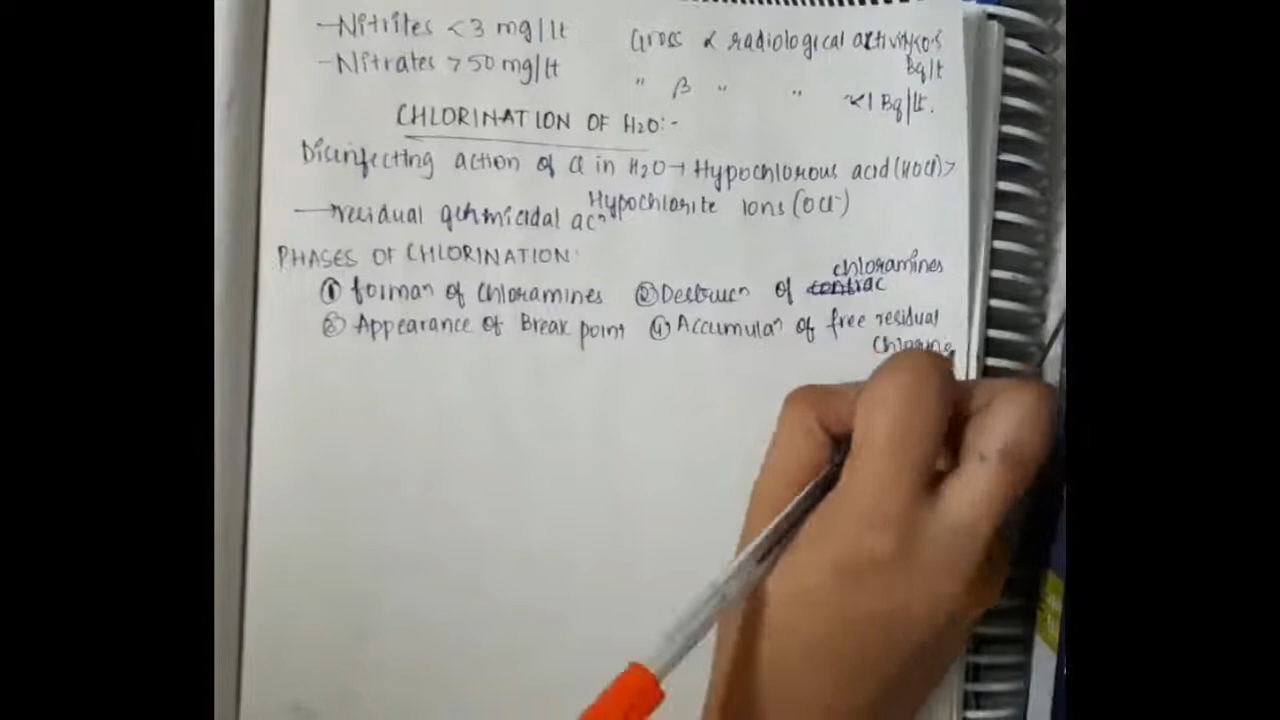 -Nitrites <3 mg/lt
-Nitrates >50 mg/lt
Gross α radiological activity <0.5
Bq/lt
" β " " <1 Bq/lt.
CHLORINATION OF H2O:-
Disinfecting action of Cl in H2O → Hypochlorous acid (HOCl) >
Hypochlorite ions (OCl-)
—residual germicidal acn
PHASES OF CHLORINATION:
① forman of chloramines ② Destrucn of chloramines
③ Appearance of Break point ④ Accumulan of free residual
chlorine